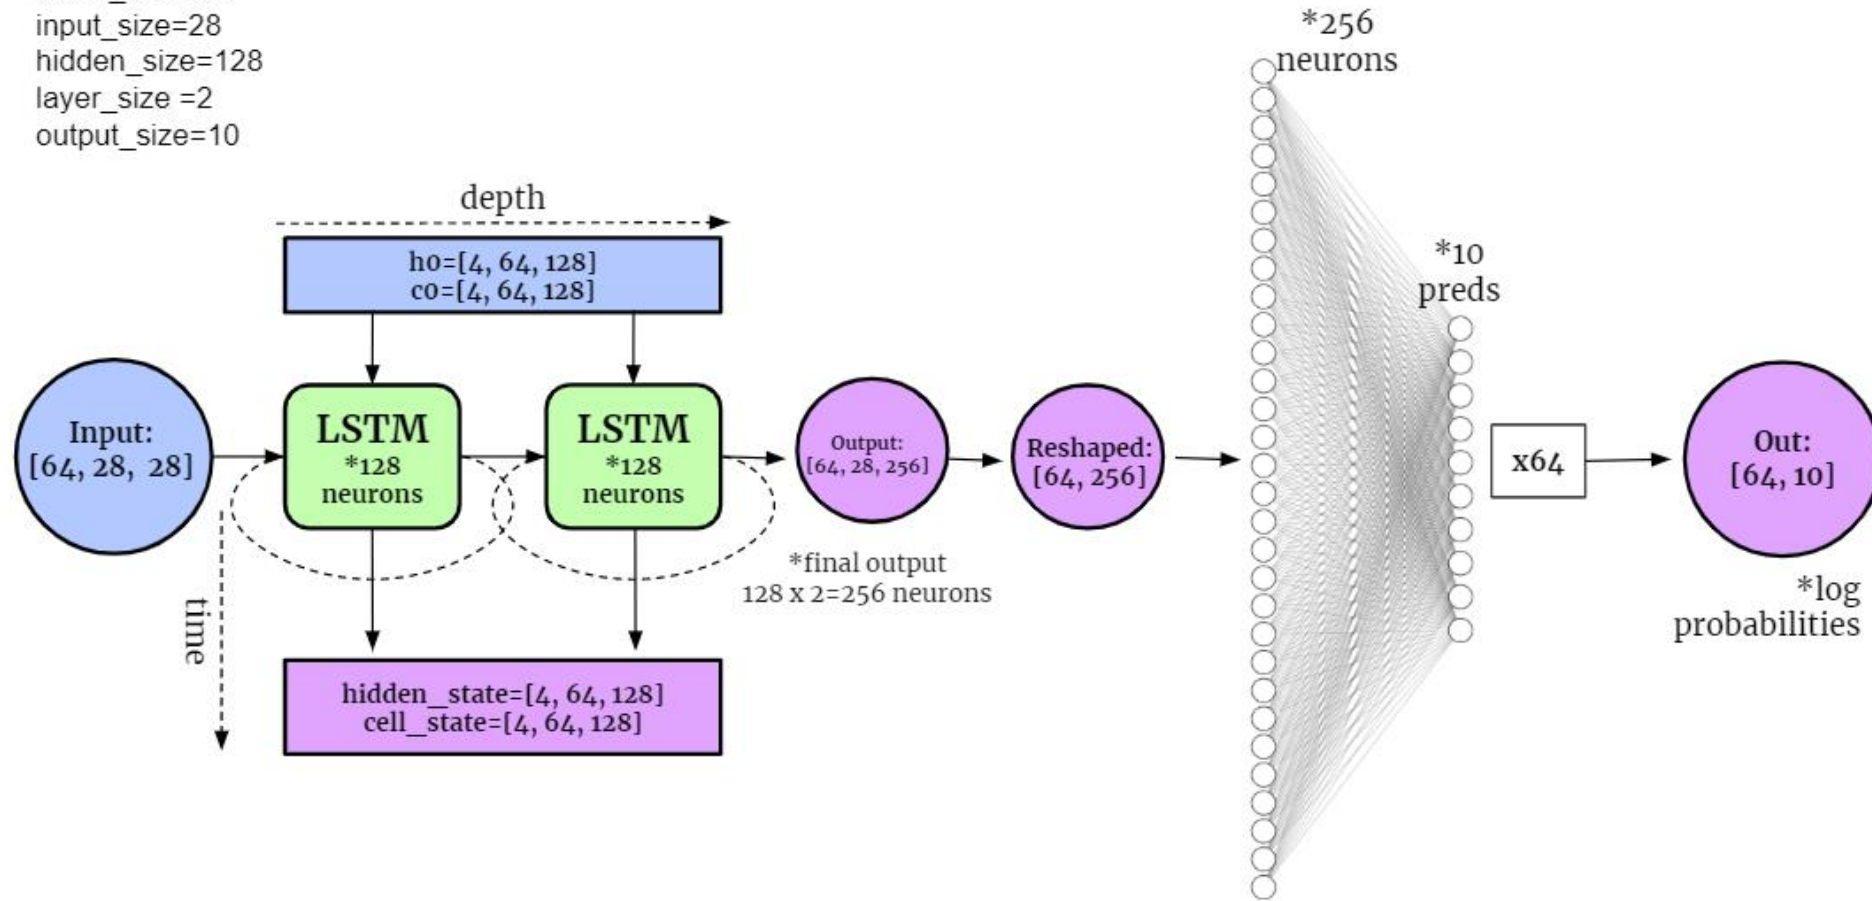 input_size=28
hidden_size=128
layer_size =2
output_size=10
depth
h0=[4, 64, 128]
c0=[4, 64, 128]
Input:
[64, 28, 28]
LSTM
*128
neurons
LSTM
*128
neurons
Output:
[64, 28, 256]
Reshaped:
[64, 256]
*final output
128 x 2=256 neurons
time
hidden_state=[4, 64, 128]
cell_state=[4, 64, 128]
*256
neurons
*10
preds
x64
Out:
[64, 10]
*log
probabilities